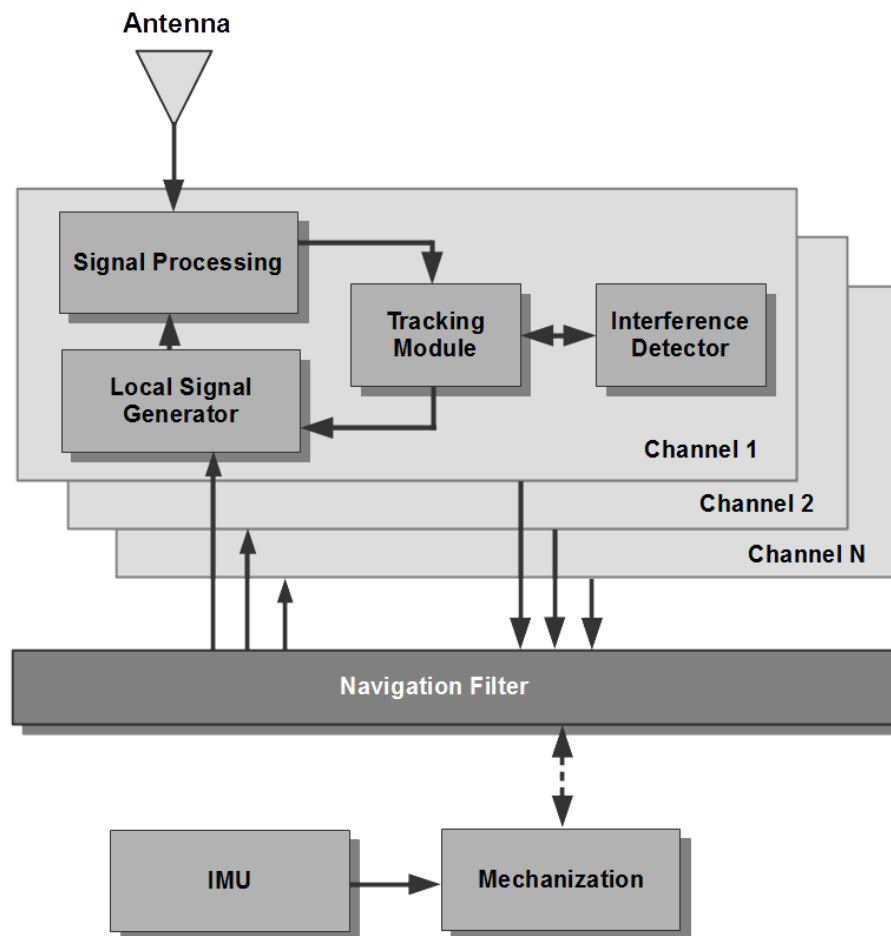 Antenna
Signal Processing
Tracking
Module
Interference
Detector
Local Signal
Generator
Channel 1
Channel 2
Channel N
Navigation Filter
IMU
Mechanization